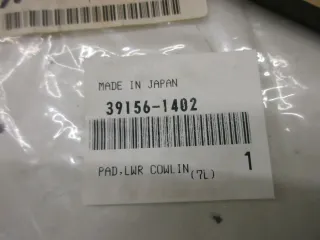 MADE IN JAPAN
39156-1402
PAD,LWR COWLIN(7L)
1